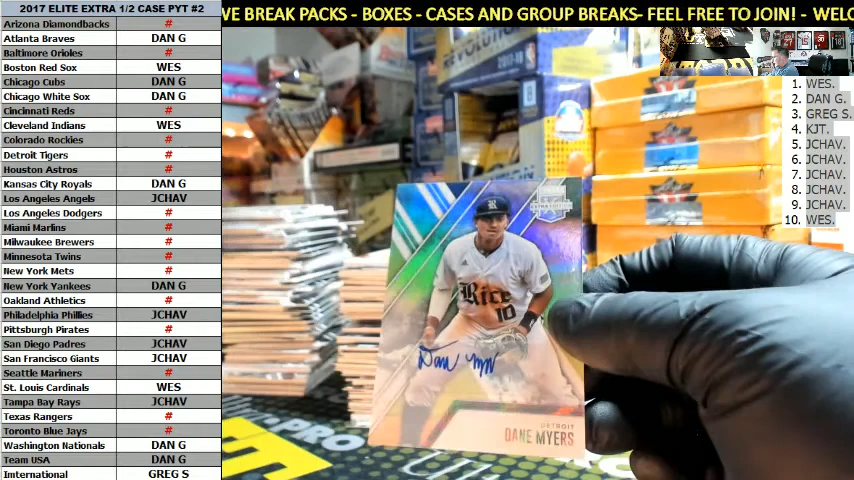 2017 ELITE EXTRA 1/2 CASE PYT #2
Arizona Diamondbacks #
Atlanta Braves DAN G
Baltimore Orioles #
Boston Red Sox WES
Chicago Cubs DAN G
Chicago White Sox DAN G
Cincinnati Reds #
Cleveland Indians WES
Colorado Rockies #
Detroit Tigers #
Houston Astros #
Kansas City Royals DAN G
Los Angeles Angels JCHAV
Los Angeles Dodgers #
Miami Marlins #
Milwaukee Brewers #
Minnesota Twins #
New York Mets #
New York Yankees DAN G
Oakland Athletics #
Philadelphia Phillies JCHAV
Pittsburgh Pirates #
San Diego Padres JCHAV
San Francisco Giants JCHAV
Seattle Mariners #
St. Louis Cardinals WES
Tampa Bay Rays JCHAV
Texas Rangers #
Toronto Blue Jays #
Washington Nationals DAN G
Team USA DAN G
International GREG S
VE BREAK PACKS - BOXES - CASES AND GROUP BREAKS- FEEL FREE TO JOIN! - WELC
1. WES.
2. DAN G.
3. GREG S.
4. KJT.
5. JCHAV.
6. JCHAV.
7. JCHAV.
8. JCHAV.
9. JCHAV.
10. WES.
2017-18
R
Rice
10
DETROIT
DANE MYERS
PRO